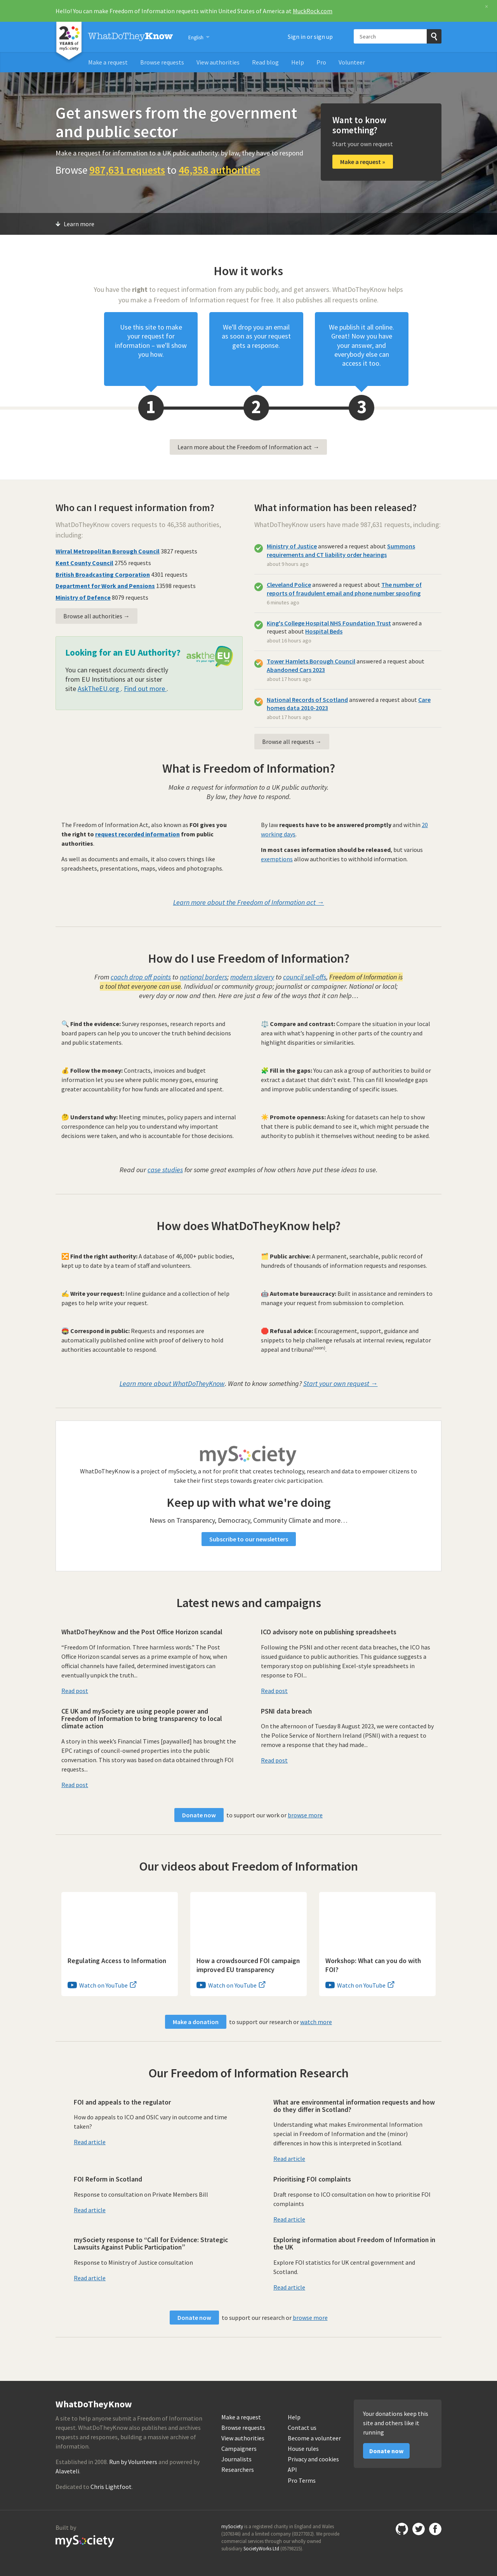 Hello! You can make Freedom of Information requests within United States of America at MuckRock.com
×
20 YEARS of mySociety
WhatDoTheyKnow
English
Sign in or sign up
Search
Make a request Browse requests View authorities Read blog Help Pro Volunteer
Get answers from the government
and public sector
Make a request for information to a UK public authority: by law, they have to respond
Browse 987,631 requests to 46,358 authorities
Want to know
something?
Start your own request
Make a request »
Learn more
How it works
You have the right to request information from any public body, and get answers. WhatDoTheyKnow helps
you make a Freedom of Information request for free. It also publishes all requests online.
Use this site to make
your request for
information – we'll show
you how.
We'll drop you an email
as soon as your request
gets a response.
We publish it all online.
Great! Now you have
your answer, and
everybody else can
access it too.
1
2
3
Learn more about the Freedom of Information act →
Who can I request information from?
WhatDoTheyKnow covers requests to 46,358 authorities,
including:
Wirral Metropolitan Borough Council 3827 requests
Kent County Council 2755 requests
British Broadcasting Corporation 4301 requests
Department for Work and Pensions 13598 requests
Ministry of Defence 8079 requests
Browse all authorities →
Looking for an EU Authority?
You can request documents directly
from EU Institutions at our sister
site AskTheEU.org . Find out more .
asktheEU
What information has been released?
WhatDoTheyKnow users have made 987,631 requests, including:
Ministry of Justice answered a request about Summons
requirements and CT liability order hearings
about 9 hours ago
Cleveland Police answered a request about The number of
reports of fraudulent email and phone number spoofing
6 minutes ago
King's College Hospital NHS Foundation Trust answered a
request about Hospital Beds
about 16 hours ago
Tower Hamlets Borough Council answered a request about
Abandoned Cars 2023
about 17 hours ago
National Records of Scotland answered a request about Care
homes data 2010-2023
about 17 hours ago
Browse all requests →
What is Freedom of Information?
Make a request for information to a UK public authority.
By law, they have to respond.
The Freedom of Information Act, also known as FOI gives you
the right to request recorded information from public
authorities.
As well as documents and emails, it also covers things like
spreadsheets, presentations, maps, videos and photographs.
By law requests have to be answered promptly and within 20
working days.
In most cases information should be released, but various
exemptions allow authorities to withhold information.
Learn more about the Freedom of Information act →
How do I use Freedom of Information?
From coach drop off points to national borders; modern slavery to council sell-offs, Freedom of Information is
a tool that everyone can use. Individual or community group; journalist or campaigner. National or local;
every day or now and then. Here are just a few of the ways that it can help…
🔍 Find the evidence: Survey responses, research reports and
board papers can help you to uncover the truth behind decisions
and public statements.
⚖️ Compare and contrast: Compare the situation in your local
area with what's happening in other parts of the country and
highlight disparities or similarities.
💰 Follow the money: Contracts, invoices and budget
information let you see where public money goes, ensuring
greater accountability for how funds are allocated and spent.
🧩 Fill in the gaps: You can ask a group of authorities to build or
extract a dataset that didn't exist. This can fill knowledge gaps
and improve public understanding of specific issues.
🤔 Understand why: Meeting minutes, policy papers and internal
correspondence can help you to understand why important
decisions were taken, and who is accountable for those decisions.
☀️ Promote openness: Asking for datasets can help to show
that there is public demand to see it, which might persuade the
authority to publish it themselves without needing to be asked.
Read our case studies for some great examples of how others have put these ideas to use.
How does WhatDoTheyKnow help?
🔀 Find the right authority: A database of 46,000+ public bodies,
kept up to date by a team of staff and volunteers.
🗂️ Public archive: A permanent, searchable, public record of
hundreds of thousands of information requests and responses.
✍️ Write your request: Inline guidance and a collection of help
pages to help write your request.
🤖 Automate bureaucracy: Built in assistance and reminders to
manage your request from submission to completion.
📮 Correspond in public: Requests and responses are
automatically published online with proof of delivery to hold
authorities accountable to respond.
🛑 Refusal advice: Encouragement, support, guidance and
snippets to help challenge refusals at internal review, regulator
appeal and tribunal(soon!).
Learn more about WhatDoTheyKnow. Want to know something? Start your own request →
mySociety
WhatDoTheyKnow is a project of mySociety, a not for profit that creates technology, research and data to empower citizens to
take their first steps towards greater civic participation.
Keep up with what we're doing
News on Transparency, Democracy, Community Climate and more…
Subscribe to our newsletters
Latest news and campaigns
WhatDoTheyKnow and the Post Office Horizon scandal
“Freedom Of Information. Three harmless words.” The Post
Office Horizon scandal serves as a prime example of how, when
official channels have failed, determined investigators can
eventually unpick the truth...
Read post
ICO advisory note on publishing spreadsheets
Following the PSNI and other recent data breaches, the ICO has
issued guidance to public authorities. This guidance suggests a
temporary stop on publishing Excel-style spreadsheets in
response to FOI...
Read post
CE UK and mySociety are using people power and
Freedom of Information to bring transparency to local
climate action
A story in this week’s Financial Times [paywalled] has brought the
EPC ratings of council-owned properties into the public
conversation. This story was based on data obtained through FOI
requests...
Read post
PSNI data breach
On the afternoon of Tuesday 8 August 2023, we were contacted by
the Police Service of Northern Ireland (PSNI) with a request to
remove a response that they had made...
Read post
Donate now to support our work or browse more
Our videos about Freedom of Information
Regulating Access to Information
Watch on YouTube
How a crowdsourced FOI campaign
improved EU transparency
Watch on YouTube
Workshop: What can you do with
FOI?
Watch on YouTube
Make a donation to support our research or watch more
Our Freedom of Information Research
FOI and appeals to the regulator
How do appeals to ICO and OSIC vary in outcome and time
taken?
Read article
What are environmental information requests and how
do they differ in Scotland?
Understanding what makes Environmental Information
special in Freedom of Information and the (minor)
differences in how this is interpreted in Scotland.
Read article
FOI Reform in Scotland
Response to consultation on Private Members Bill
Read article
Prioritising FOI complaints
Draft response to ICO consultation on how to prioritise FOI
complaints
Read article
mySociety response to “Call for Evidence: Strategic
Lawsuits Against Public Participation”
Response to Ministry of Justice consultation
Read article
Exploring information about Freedom of Information in
the UK
Explore FOI statistics for UK central government and
Scotland.
Read article
Donate now to support our research or browse more
WhatDoTheyKnow
A site to help anyone submit a Freedom of Information
request. WhatDoTheyKnow also publishes and archives
requests and responses, building a massive archive of
information.
Established in 2008. Run by Volunteers and powered by
Alaveteli.
Dedicated to Chris Lightfoot.
Make a request
Browse requests
View authorities
Campaigners
Journalists
Researchers
Help
Contact us
Become a volunteer
House rules
Privacy and cookies
API
Pro Terms
Your donations keep this
site and others like it
running
Donate now
Built by
mySociety
mySociety is a registered charity in England and Wales
(1076346) and a limited company (03277032). We provide
commercial services through our wholly owned
subsidiary SocietyWorks Ltd (05798215).